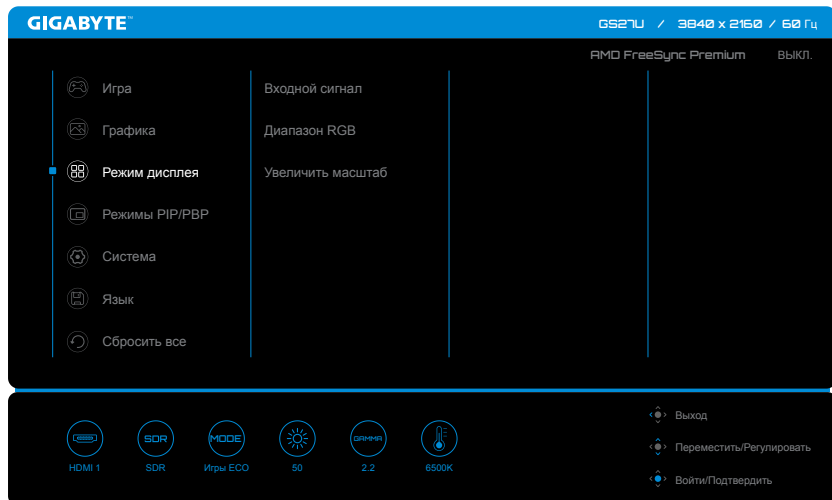 GIGABYTE™
GS27U / 3840 x 2160 / 60 Гц
AMD FreeSync Premium ВЫКЛ.
Игра
Графика
Режим дисплея
Режимы PIP/PBP
Система
Язык
Сбросить все
Входной сигнал
Диапазон RGB
Увеличить масштаб
SDR
MODE
GAMMA
HDMI 1
SDR
Игры ECO
50
2.2
6500K
Выход
Переместить/Регулировать
Войти/Подтвердить